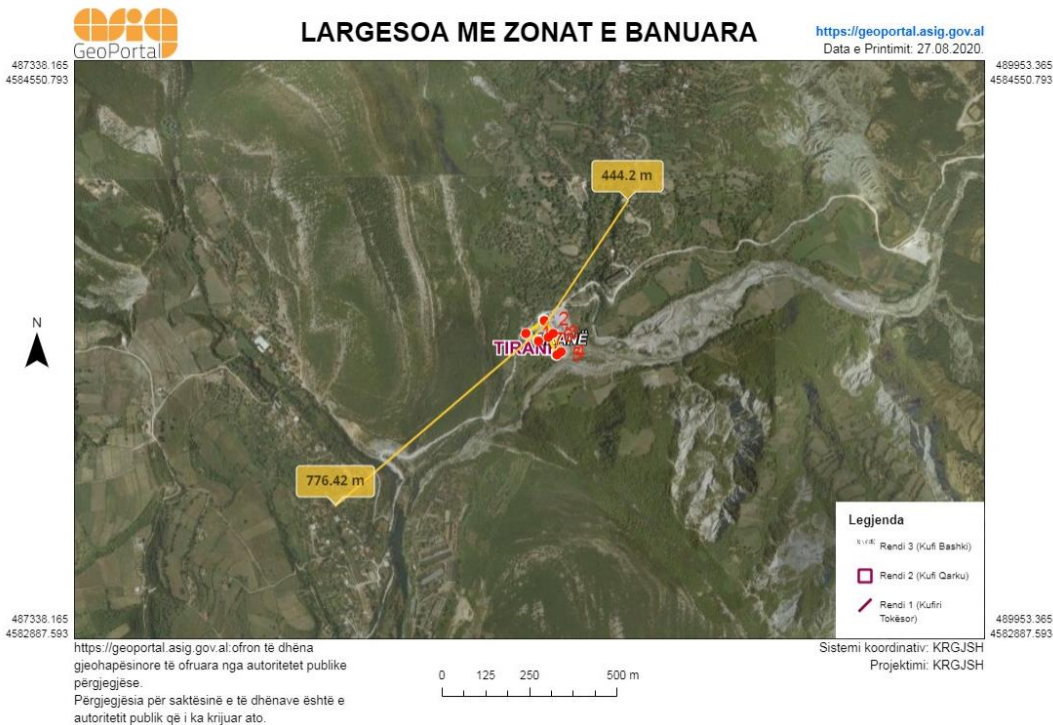 asig
GeoPortal
LARGESOA ME ZONAT E BANUARA
https://geoportal.asig.gov.al
Data e Printimit: 27.08.2020.
487338.165
4584550.793
489953.365
4584550.793
444.2 m
N
2
TIRANË
776.42 m
Legjenda
Rendi 3 (Kufi Bashki)
Rendi 2 (Kufi Qarku)
Rendi 1 (Kufiri
Tokësor)
487338.165
4582887.593
489953.365
4582887.593
https://geoportal.asig.gov.al:ofron të dhëna
gjeohapësinore të ofruara nga autoritetet publike
përgjegjëse.
Përgjegjësia për saktësinë e të dhënave është e
autoritetit publik që i ka krijuar ato.
0 125 250 500 m
Sistemi koordinativ: KRGJSH
Projektimi: KRGJSH